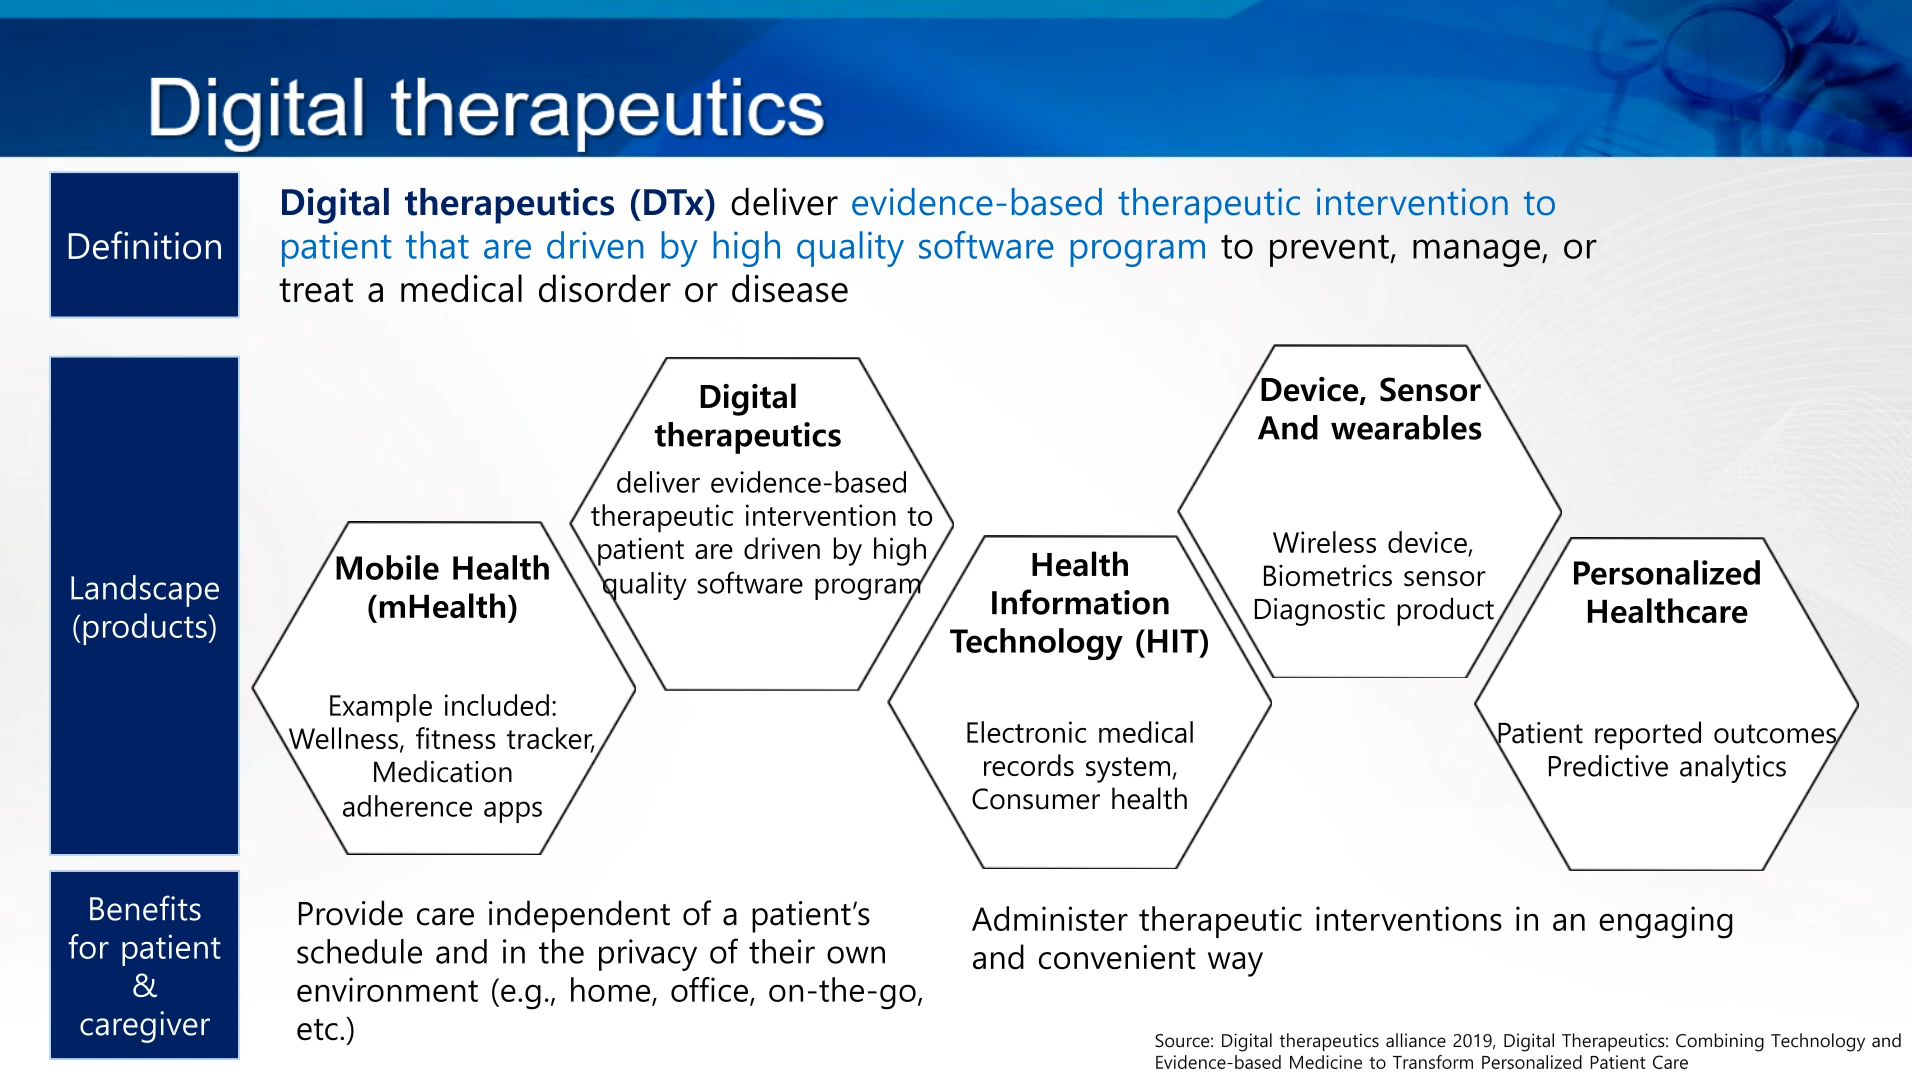 Digital therapeutics
Definition
Digital therapeutics (DTx) deliver evidence-based therapeutic intervention to
patient that are driven by high quality software program to prevent, manage, or
treat a medical disorder or disease
Landscape
(products)
Mobile Health
(mHealth)
Example included:
Wellness, fitness tracker,
Medication
adherence apps
Digital
therapeutics
deliver evidence-based
therapeutic intervention to
patient are driven by high
quality software program
Health
Information
Technology (HIT)
Electronic medical
records system,
Consumer health
Device, Sensor
And wearables
Wireless device,
Biometrics sensor
Diagnostic product
Personalized
Healthcare
Patient reported outcomes
Predictive analytics
Benefits
for patient
&
caregiver
Provide care independent of a patient’s
schedule and in the privacy of their own
environment (e.g., home, office, on-the-go,
etc.)
Administer therapeutic interventions in an engaging
and convenient way
Source: Digital therapeutics alliance 2019, Digital Therapeutics: Combining Technology and
Evidence-based Medicine to Transform Personalized Patient Care